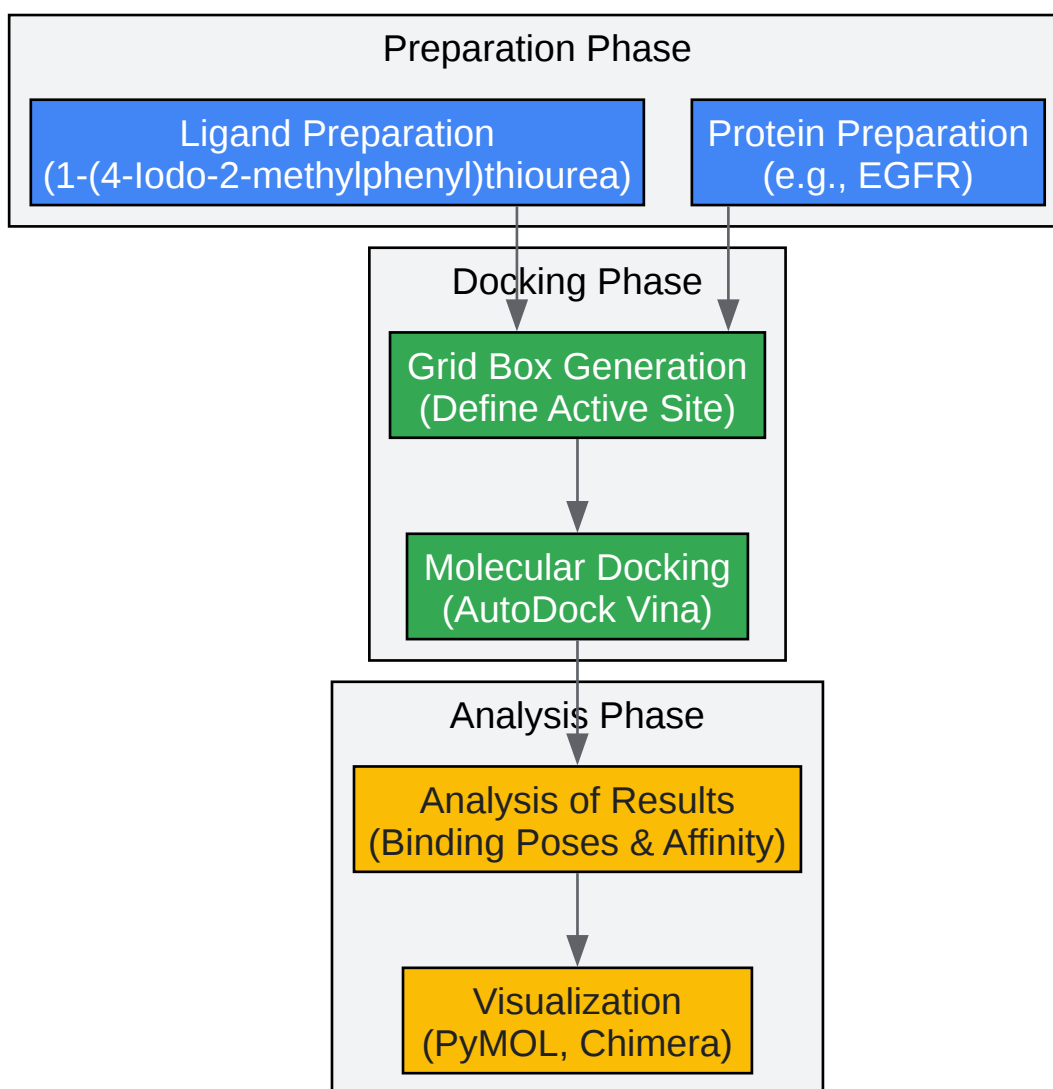 Preparation Phase
Ligand Preparation
(1-(4-Iodo-2-methylphenyl)thiourea)
Protein Preparation
(e.g., EGFR)
Docking Phase
Grid Box Generation
(Define Active Site)
Molecular Docking
(AutoDock Vina)
Analysis Phase
Analysis of Results
(Binding Poses & Affinity)
Visualization
(PyMOL, Chimera)